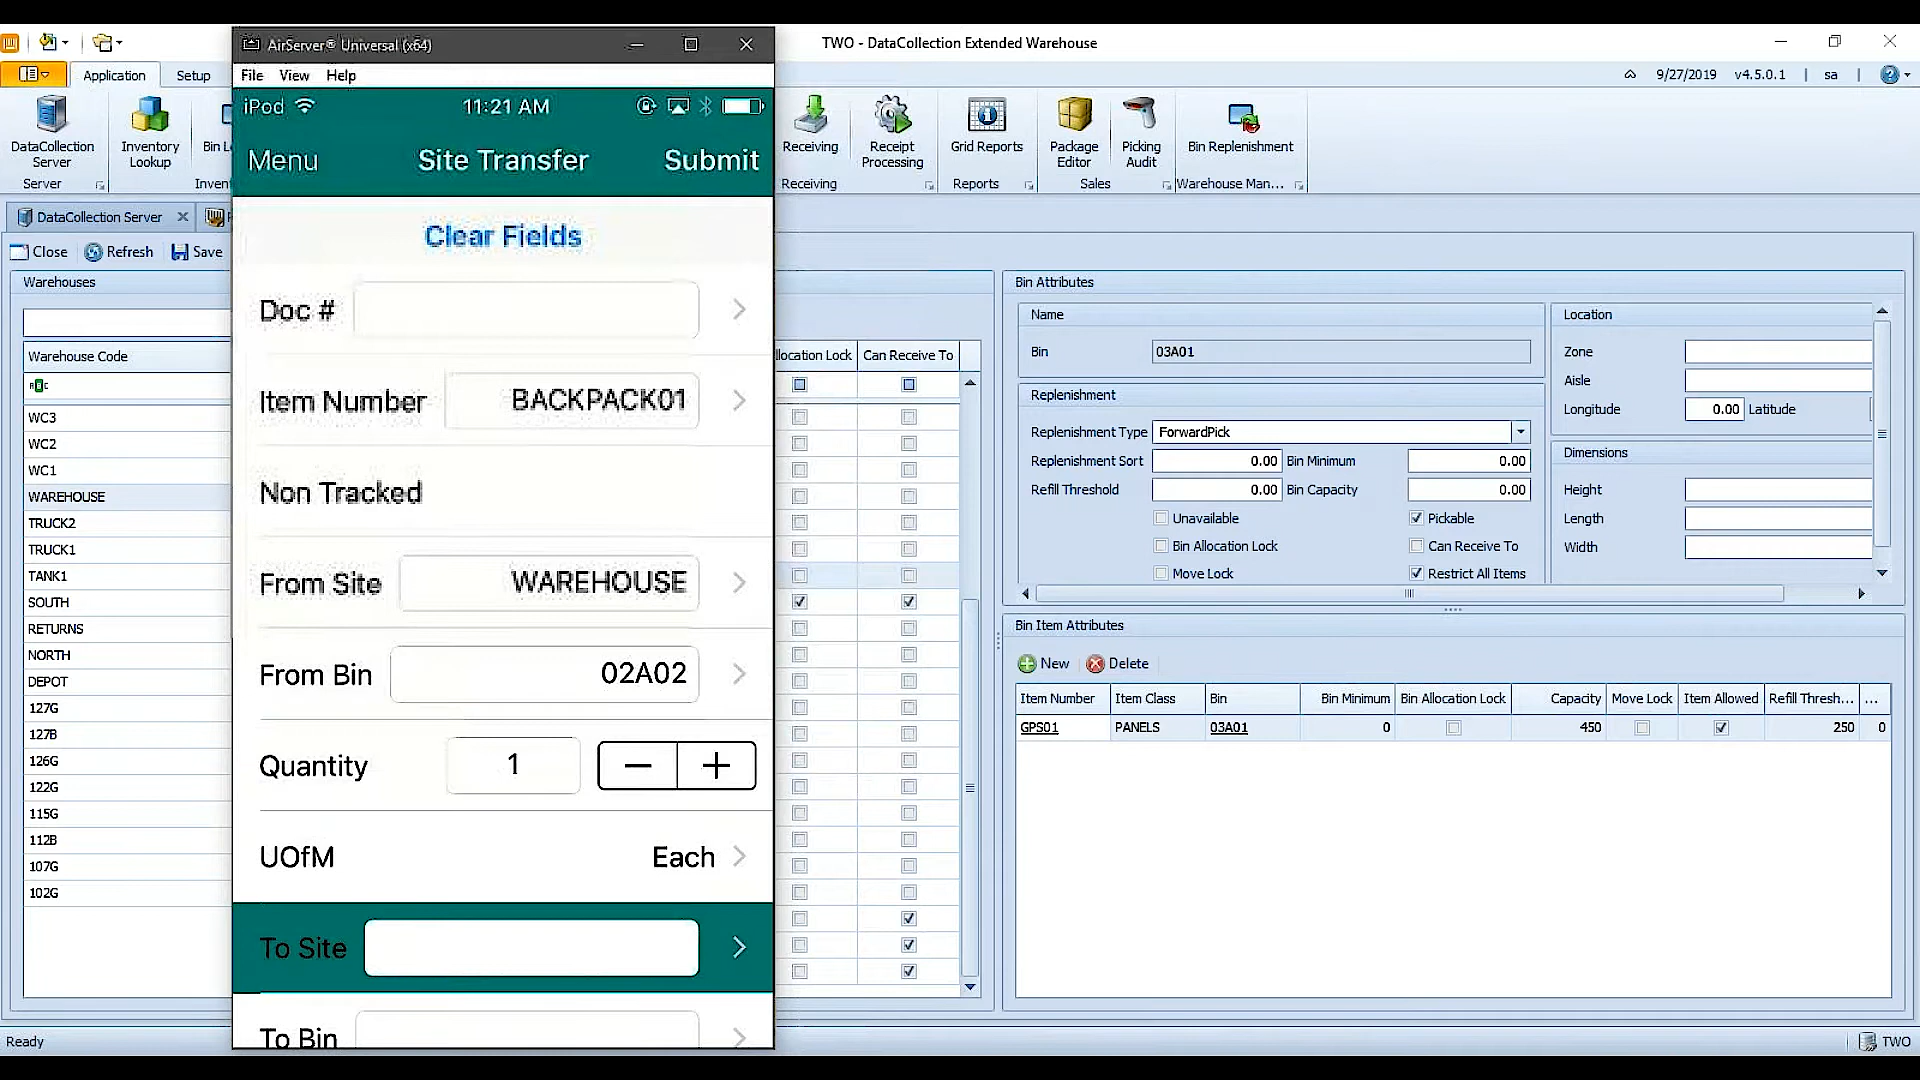 AirServer® Universal (x64)
TWO - DataCollection Extended Warehouse
File View Help
Application Setup
9/27/2019 v4.5.0.1 | sa |
iPod 11:21 AM
Menu Site Transfer Submit
DataCollection Server
Inventory Lookup
Bin L
Receiving
Receipt Processing
Grid Reports
Package Editor
Picking Audit
Bin Replenishment
Server
Inven
Receiving
Reports
Sales
Warehouse Man...
DataCollection Server
Close Refresh Save
Clear Fields
Doc #
Item Number BACKPACK01
Non Tracked
From Site WAREHOUSE
From Bin 02A02
Quantity 1 − +
UOfM Each
To Site
To Bin
Warehouses
Warehouse Code
WC3
WC2
WC1
WAREHOUSE
TRUCK2
TRUCK1
TANK1
SOUTH
RETURNS
NORTH
DEPOT
127G
127B
126G
122G
115G
112B
107G
102G
llocation Lock Can Receive To
Bin Attributes
Name
Bin 03A01
Replenishment
Replenishment Type ForwardPick
Replenishment Sort 0.00 Bin Minimum 0.00
Refill Threshold 0.00 Bin Capacity 0.00
Unavailable Pickable
Bin Allocation Lock Can Receive To
Move Lock Restrict All Items
Location
Zone
Aisle
Longitude 0.00 Latitude
Dimensions
Height
Length
Width
Bin Item Attributes
New Delete
Item Number Item Class Bin Bin Minimum Bin Allocation Lock Capacity Move Lock Item Allowed Refill Thresh... ...
GPS01 PANELS 03A01 0 450 250 0
Ready
TWO